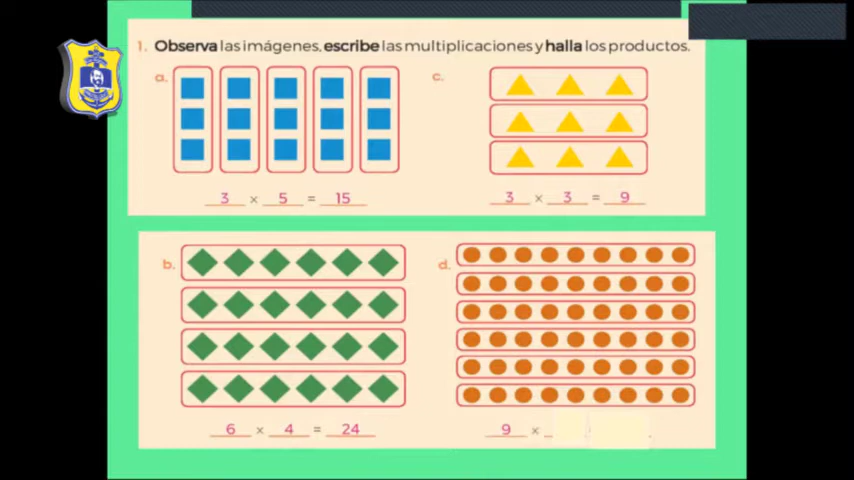 1. Observa las imágenes, escribe las multiplicaciones y halla los productos.
a.
3 × 5 = 15
c.
3 × 3 = 9
b.
6 × 4 = 24
d.
9 ×